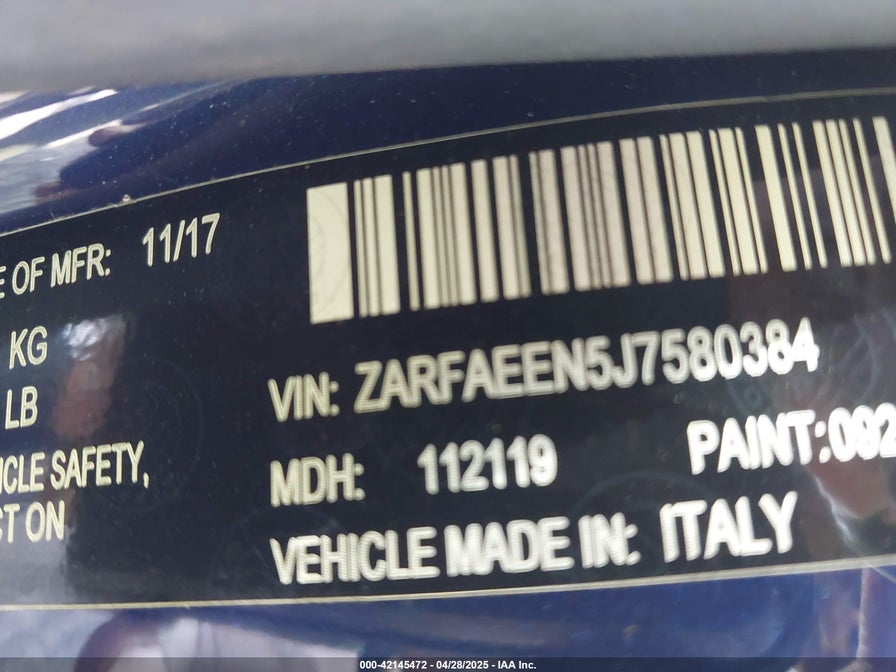 E OF MFR: 11/17
KG
LB
VIN: ZARFAEEN5J7580384
ICLE SAFETY,
MDH: 112119 PAINT:092
CT ON
VEHICLE MADE IN: ITALY
000-42145472 - 04/28/2025 - IAA Inc.